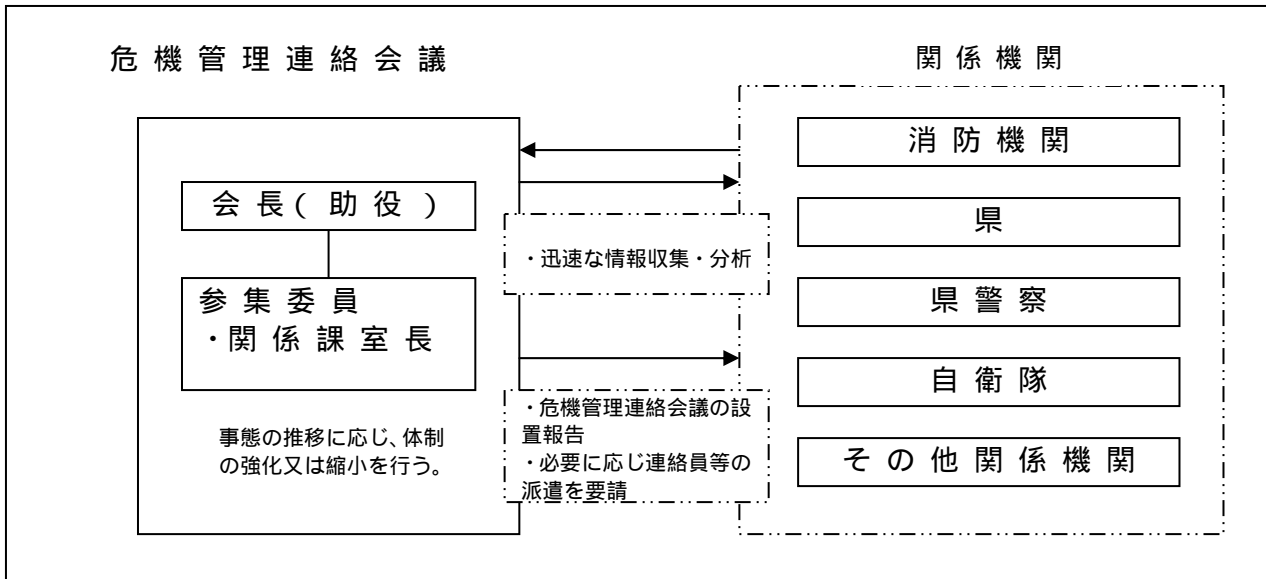 危機管理連絡会議
会長(助役)
参集委員
・関係課室長
事態の推移に応じ、体制
の強化又は縮小を行う。
・迅速な情報収集・分析
・危機管理連絡会議の設
置報告
・必要に応じ連絡員等の
派遣を要請
関係機関
消防機関
県
県警察
自衛隊
その他関係機関